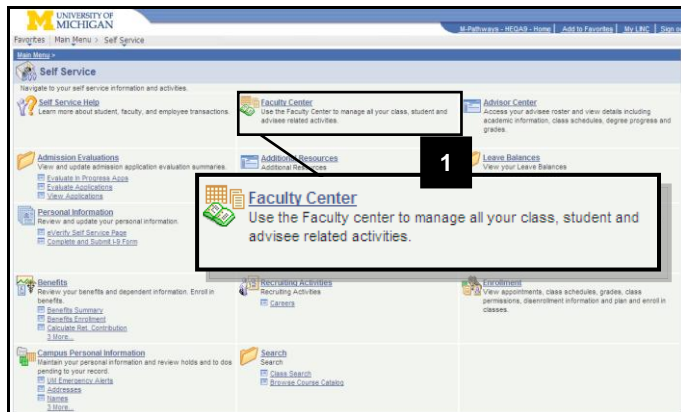 UNIVERSITY OF
MICHIGAN
M-Pathways - HEQA9 - Home | Add to Favorites | My LINC | Sign
Favorites | Main Menu > Self Service
Main Menu >
Self Service
Navigate to your self service information and activities.
Self Service Help
Learn more about student, faculty, and employee transactions.
Faculty Center
Use the Faculty Center to manage all your class, student and
advisee related activities.
Advisor Center
Access your advisee roster and view details including
academic information, class schedules, degree progress and
grades.
Admission Evaluations
View and update admission application evaluation summaries.
Evaluate In Progress Apps
Evaluate Applications
View Applications
Additional Resources
Additional Resources
1
Leave Balances
View your Leave Balances
Faculty Center
Use the Faculty center to manage all your class, student and
advisee related activities.
Personal Information
Review and update your personal information.
eVerify Self Service Page
Complete and Submit I-9 Form
Benefits
Review your benefits and dependent information. Enroll in
benefits.
Benefits Summary
Benefits Enrollment
Calculate Ret. Contribution
3 More...
Recruiting Activities
Recruiting Activities
Careers
Enrollment
View appointments, class schedules, grades, class
permissions, disenrollment information and plan and enroll in
classes.
Campus Personal Information
Maintain your personal information and review holds and to dos
pending to your record.
UM Emergency Alerts
Addresses
Names
3 More...
Search
Search
Class Search
Browse Course Catalog